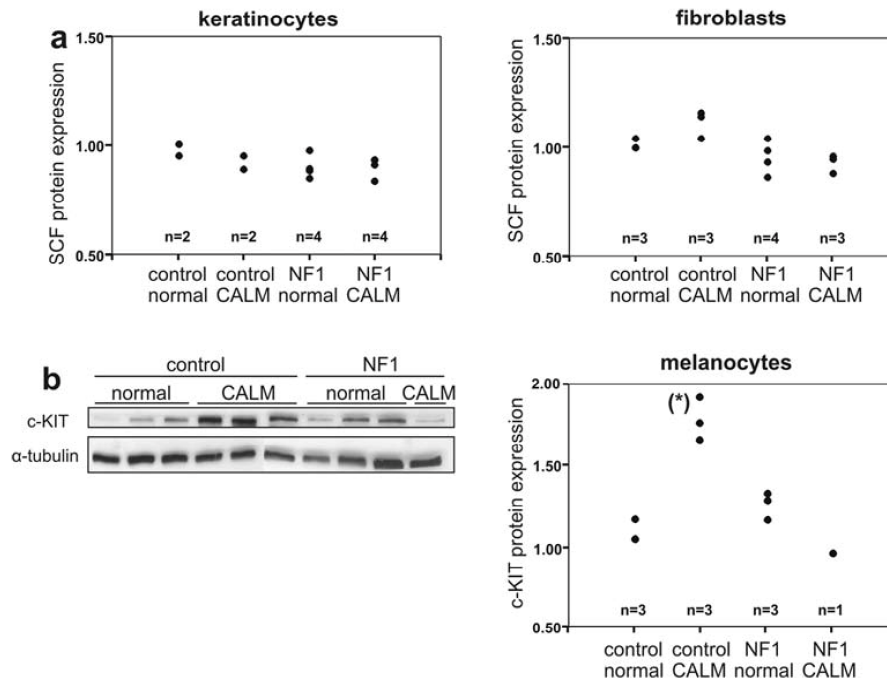 a
keratinocytes
SCF protein expression
1.50
1.00
0.50
n=2 n=2 n=4 n=4
control control NF1 NF1
normal CALM normal CALM
fibroblasts
SCF protein expression
1.50
1.00
0.50
n=3 n=3 n=4 n=3
control control NF1 NF1
normal CALM normal CALM
b
control NF1
normal CALM normal CALM
c-KIT
α-tubulin
melanocytes
c-KIT protein expression
2.00
(*)
1.50
1.00
0.50
n=3 n=3 n=3 n=1
control control NF1 NF1
normal CALM normal CALM